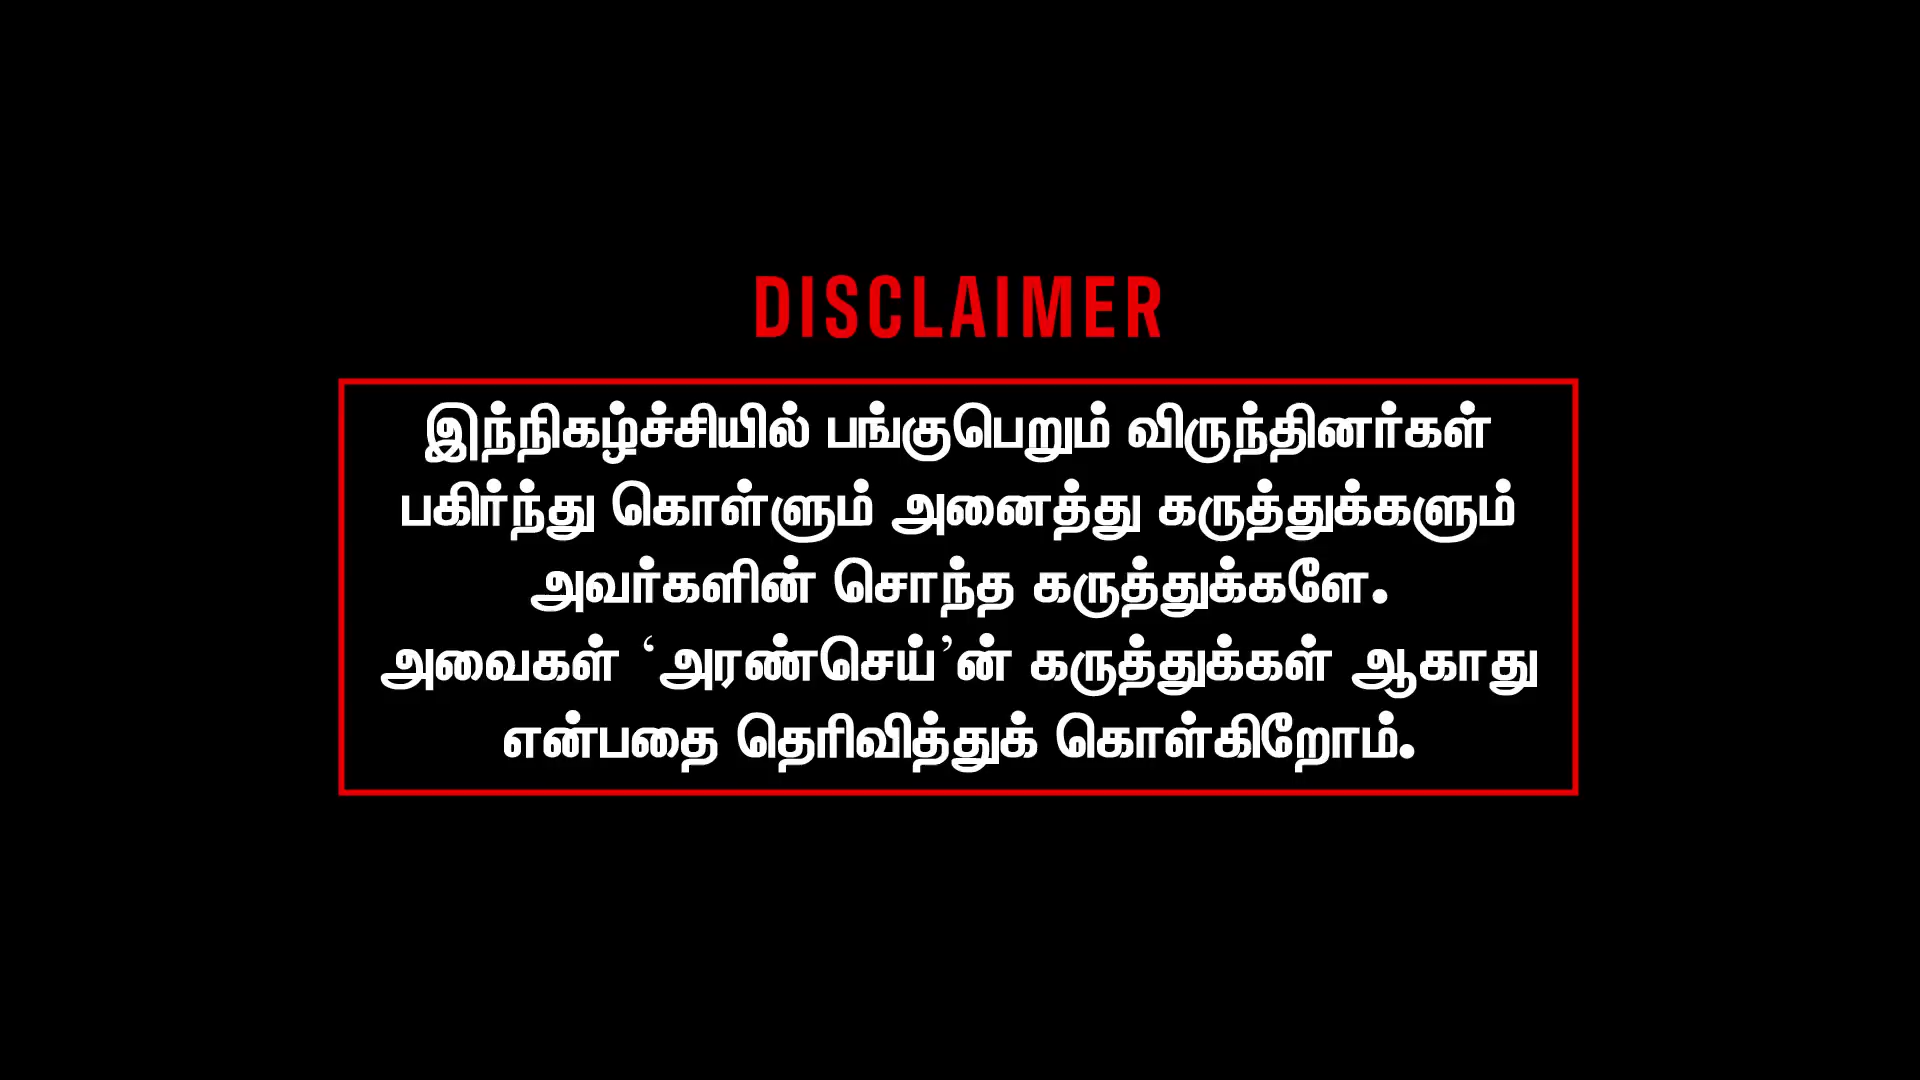 DISCLAIMER
இந்நிகழ்ச்சியில் பங்குபெறும் விருந்தினர்கள்
பகிர்ந்து கொள்ளும் அனைத்து கருத்துக்களும்
அவர்களின் சொந்த கருத்துக்களே.
அவைகள் ‘அரண்செய்’ன் கருத்துக்கள் ஆகாது
என்பதை தெரிவித்துக் கொள்கிறோம்.